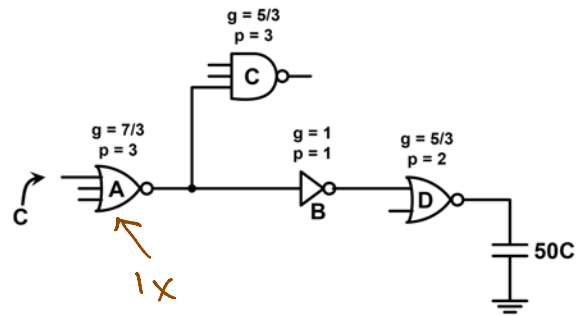 g = 5/3
p = 3
C
g = 7/3
p = 3
g = 1
p = 1
g = 5/3
p = 2
A
D
C
B
50C
1X